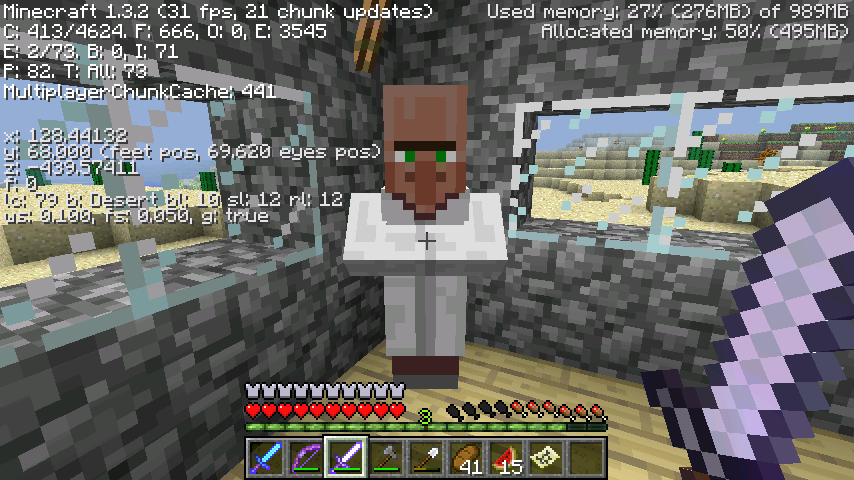 Minecraft 1.3.2 (31 fps, 21 chunk updates)
C: 413/4624. F: 666, O: 0, E: 3545
E: 2/73. B: 0, I: 71
P: 82. T: All: 73
MultiplayerChunkCache: 441
Used memory: 27% (276MB) of 989MB
Allocated memory: 50% (495MB)
x: 128.44132
y: 68,000 (feet pos, 69,620 eyes pos)
z: -439.57411
f: 0
lc: 79 b: Desert bl: 10 sl: 12 rl: 12
ws: 0.100, fs: 0.050, g: true
8
41
15